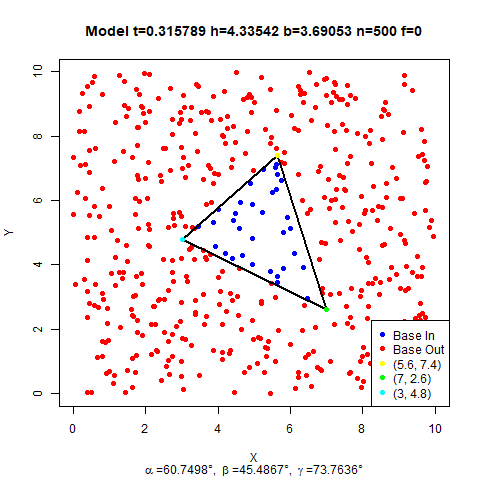 Model t=0.315789 h=4.33542 b=3.69053 n=500 f=0
10
8
6
4
2
0
Y
Base In
Base Out
(5.6, 7.4)
(7, 2.6)
(3, 4.8)
0 2 4 6 8 10
X
α=60.7498°, β=45.4867°, γ=73.7636°